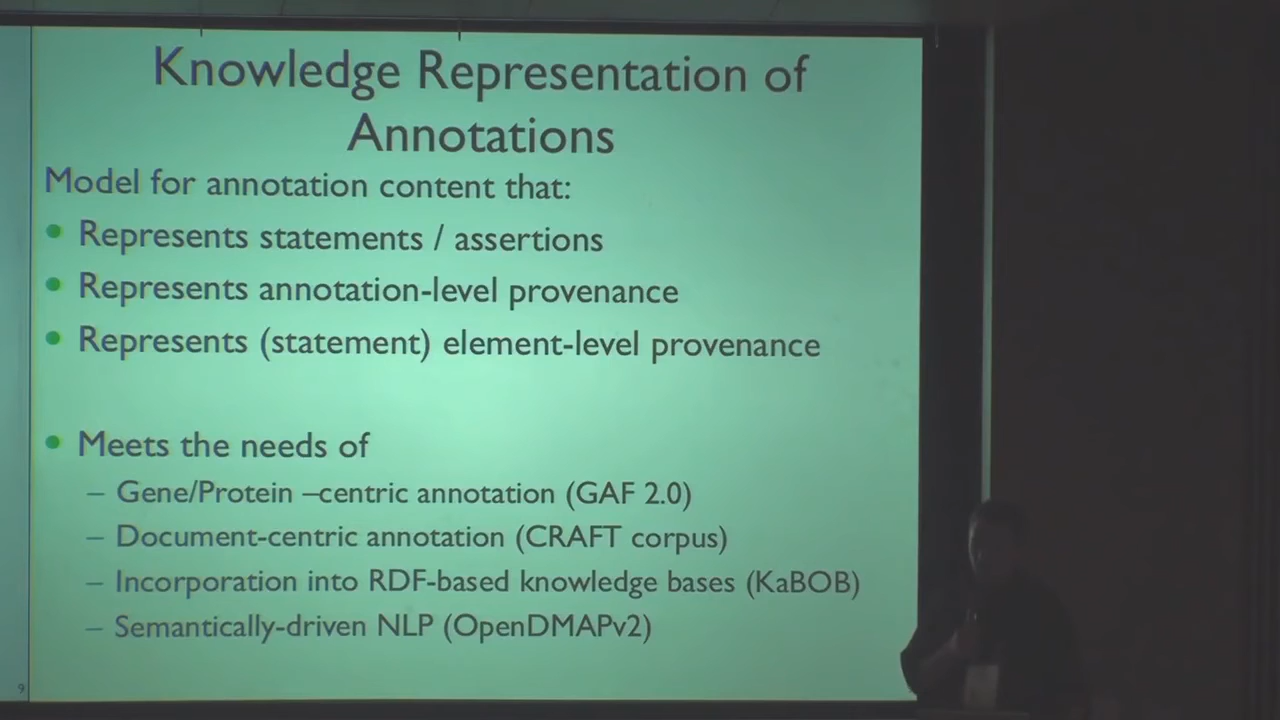 Knowledge Representation of
Annotations
Model for annotation content that:
• Represents statements / assertions
• Represents annotation-level provenance
• Represents (statement) element-level provenance
• Meets the needs of
– Gene/Protein –centric annotation (GAF 2.0)
– Document-centric annotation (CRAFT corpus)
– Incorporation into RDF-based knowledge bases (KaBOB)
– Semantically-driven NLP (OpenDMAPv2)
9